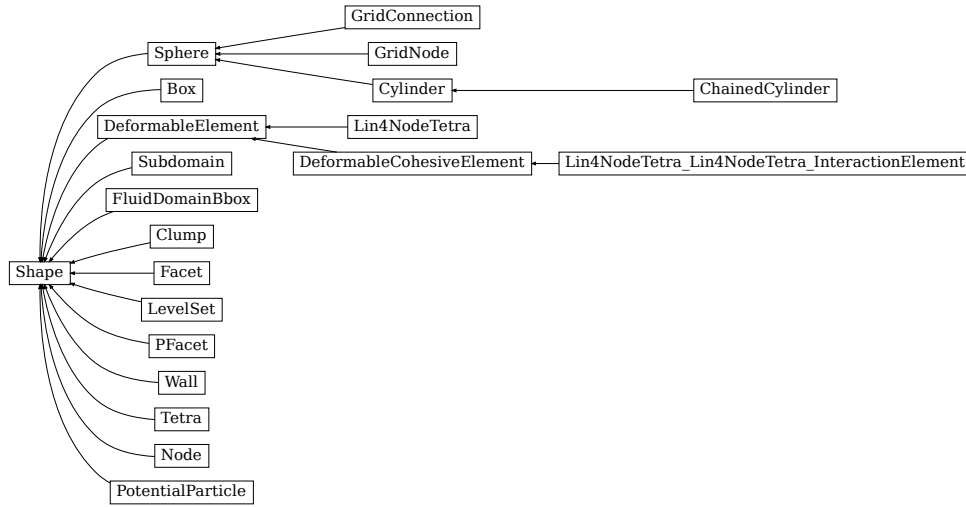 GridConnection
Sphere
GridNode
Box
Cylinder
ChainedCylinder
DeformableElement
Lin4NodeTetra
Subdomain
DeformableCohesiveElement
Lin4NodeTetra_Lin4NodeTetra_InteractionElement
FluidDomainBbox
Clump
Shape
Facet
LevelSet
PFacet
Wall
Tetra
Node
PotentialParticle